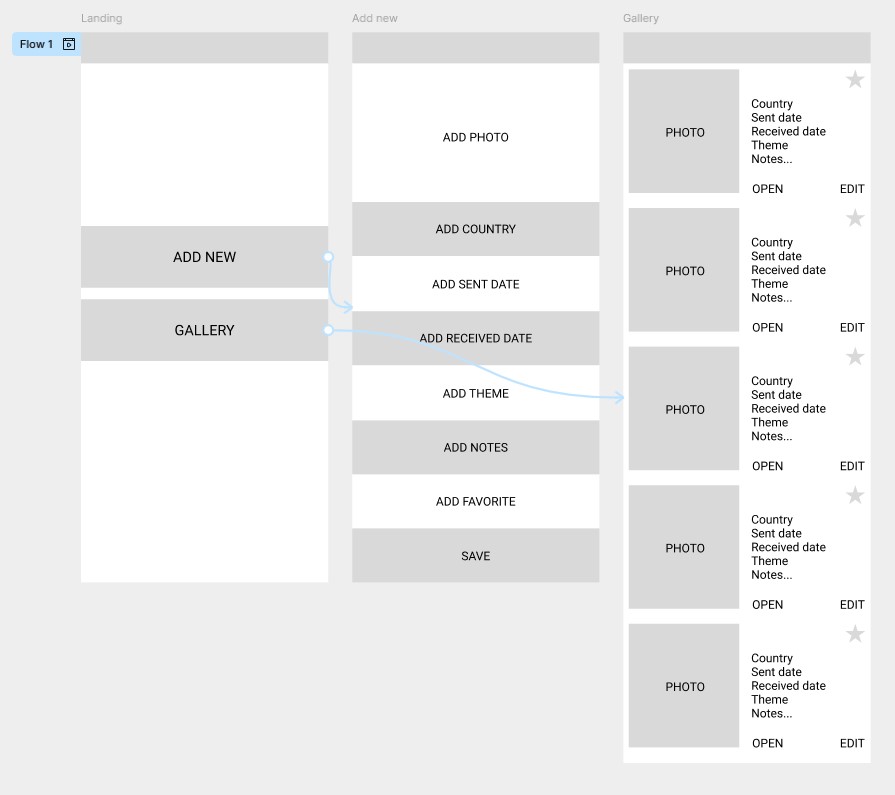 Landing
Flow 1
ADD NEW
GALLERY
Add new
ADD PHOTO
ADD COUNTRY
ADD SENT DATE
ADD RECEIVED DATE
ADD THEME
ADD NOTES
ADD FAVORITE
SAVE
Gallery
PHOTO
Country
Sent date
Received date
Theme
Notes...
OPEN
EDIT
PHOTO
Country
Sent date
Received date
Theme
Notes...
OPEN
EDIT
PHOTO
Country
Sent date
Received date
Theme
Notes...
OPEN
EDIT
PHOTO
Country
Sent date
Received date
Theme
Notes...
OPEN
EDIT
PHOTO
Country
Sent date
Received date
Theme
Notes...
OPEN
EDIT